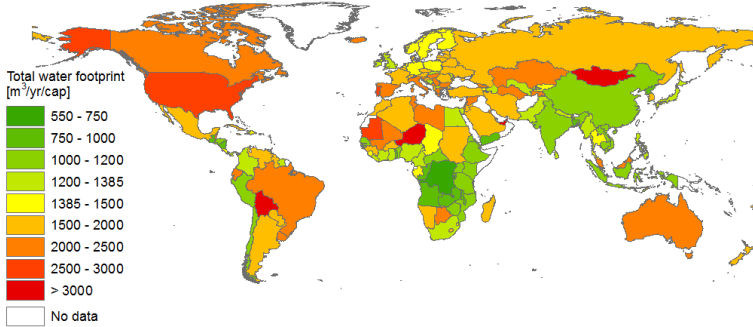 Total water footprint
[m³/yr/cap]
550 - 750
750 - 1000
1000 - 1200
1200 - 1385
1385 - 1500
1500 - 2000
2000 - 2500
2500 - 3000
> 3000
No data